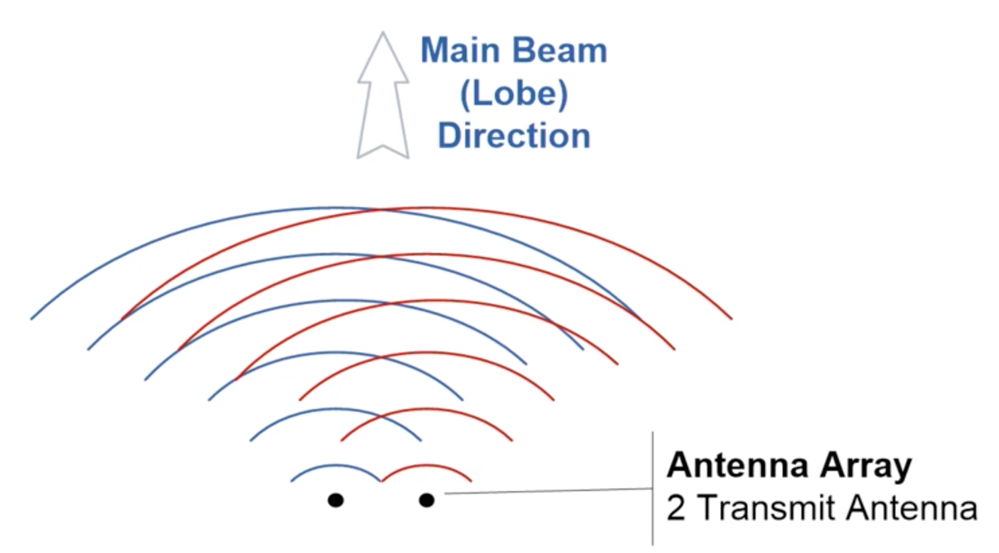 Main Beam
(Lobe)
Direction
Antenna Array
2 Transmit Antenna